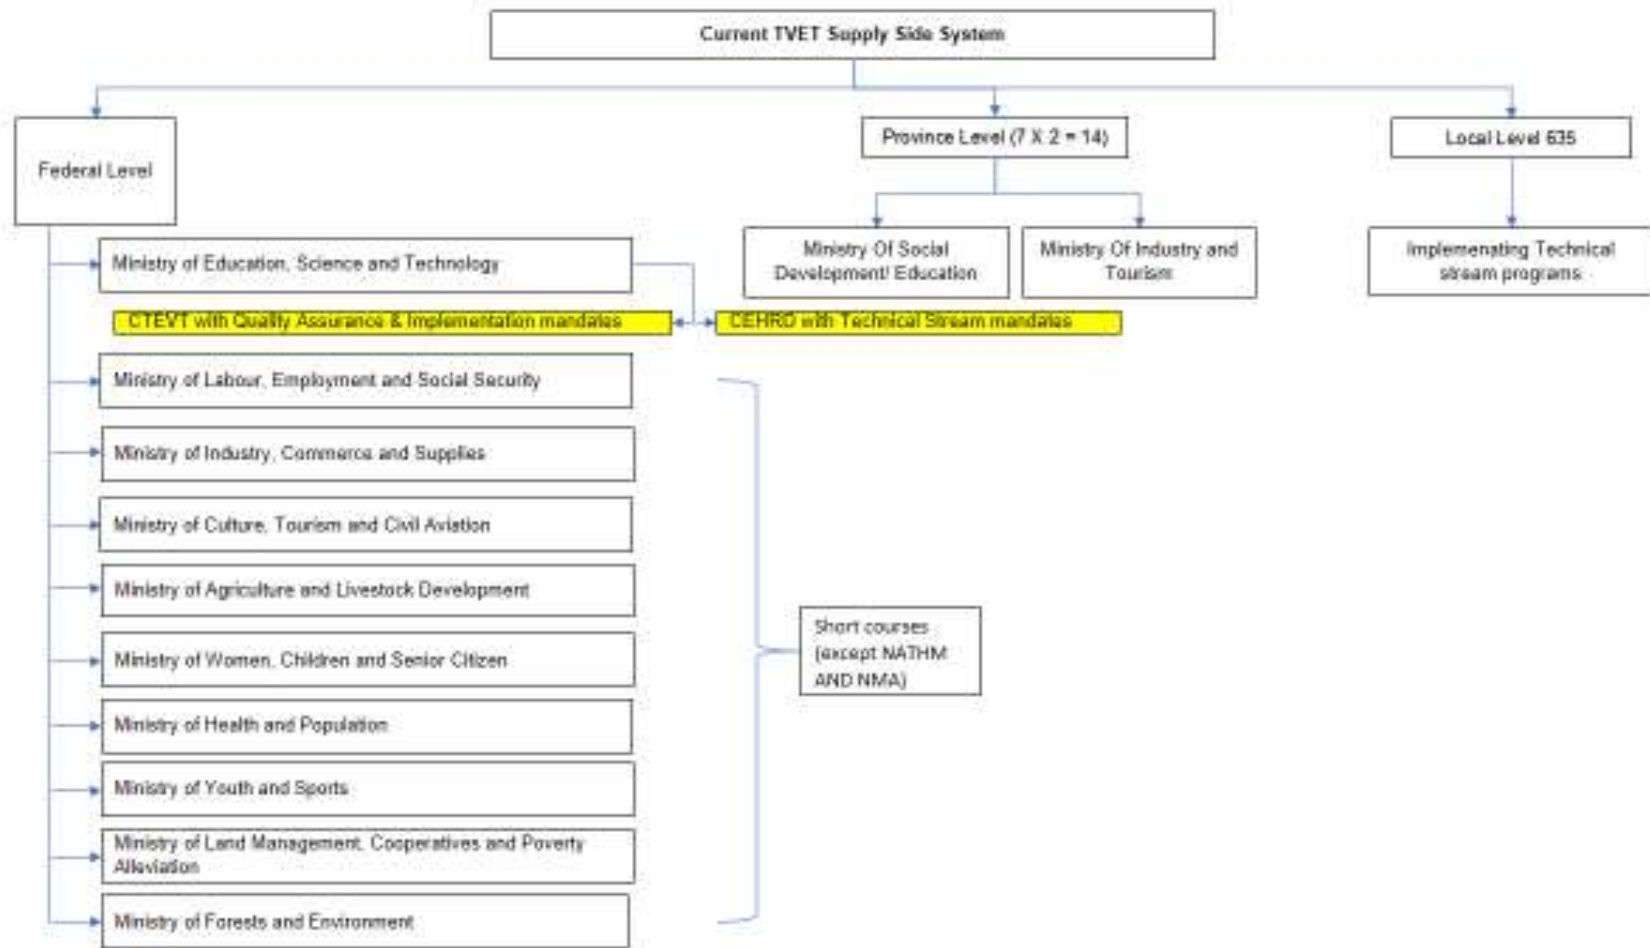 Current TVET Supply Side System
Federal Level
Province Level (7 X 2 = 14)
Local Level 635
Ministry Of Social
Development/ Education
Ministry Of Industry and
Tourism
Implemenating Technical
stream programs
Ministry of Education, Science and Technology
CTEVT with Quality Assurance & Implementation mandates
CEHRD with Technical Stream mandates
Ministry of Labour, Employment and Social Security
Ministry of Industry, Commerce and Supplies
Ministry of Culture, Tourism and Civil Aviation
Ministry of Agriculture and Livestock Development
Ministry of Women, Children and Senior Citizen
Ministry of Health and Population
Ministry of Youth and Sports
Ministry of Land Management, Cooperatives and Poverty
Alleviation
Ministry of Forests and Environment
Short courses
(except NATHM
AND NMA)